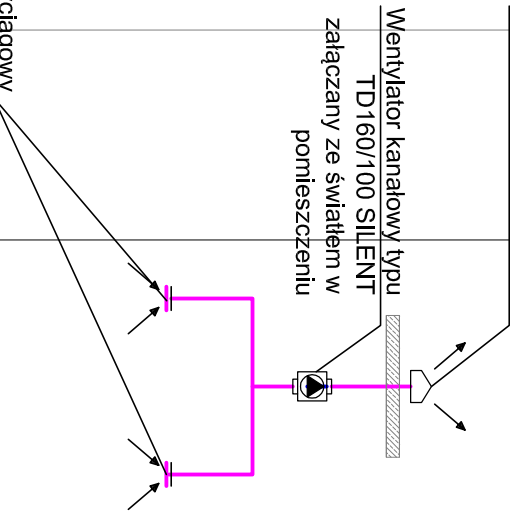 Wentylator kanałowy typu
TD160/100 SILENT
załączany ze światłem w
pomieszczeniu